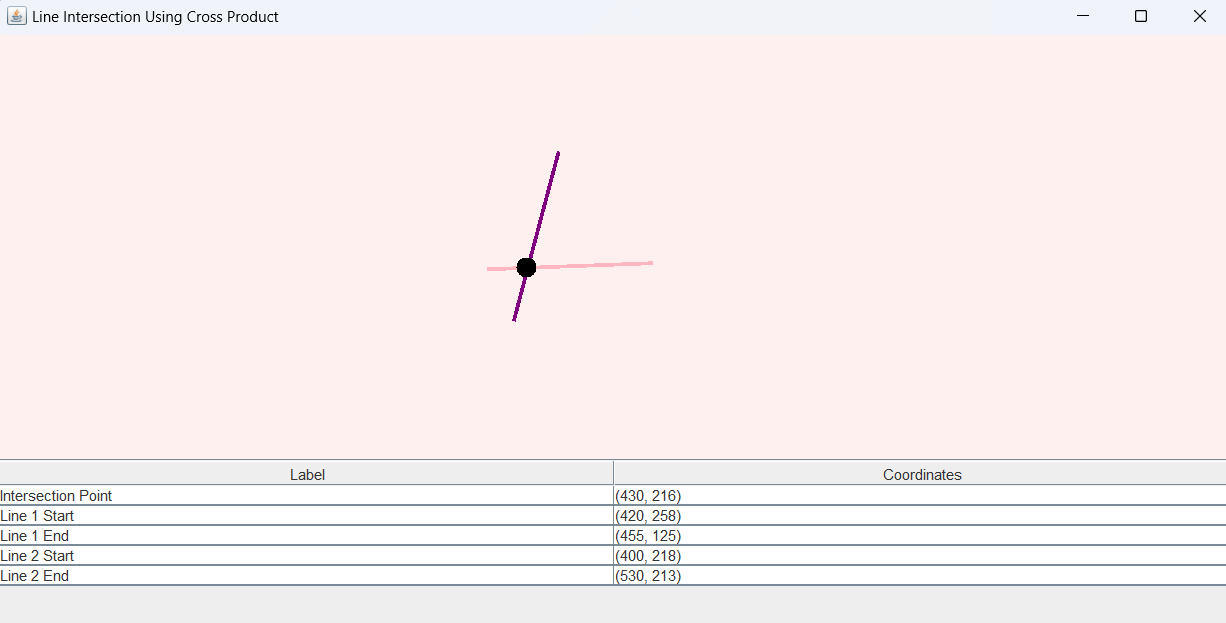 Line Intersection Using Cross Product
Label Coordinates
Intersection Point (430, 216)
Line 1 Start (420, 258)
Line 1 End (455, 125)
Line 2 Start (400, 218)
Line 2 End (530, 213)